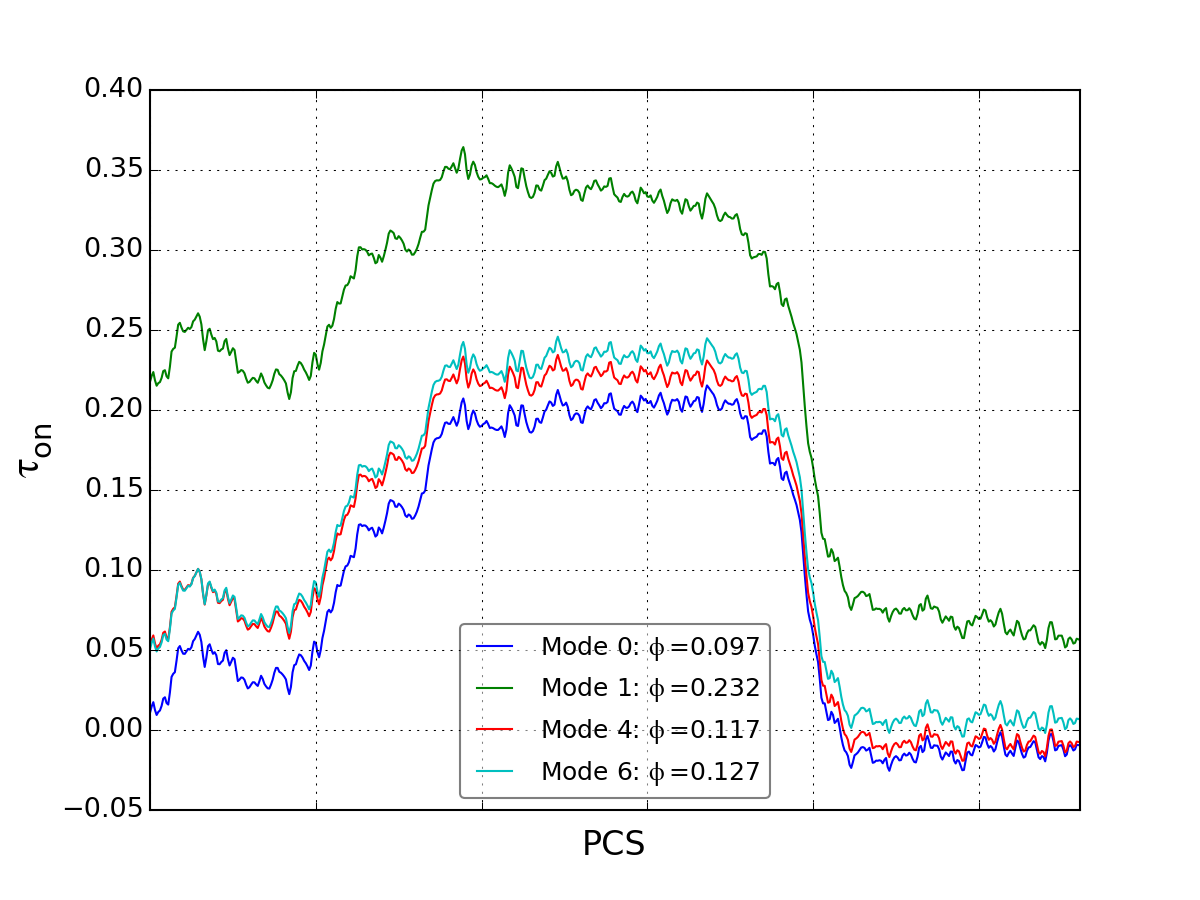 0.40
0.35
0.30
0.25
0.20
0.15
0.10
0.05
0.00
−0.05
τon
PCS
Mode 0: ϕ=0.097
Mode 1: ϕ=0.232
Mode 4: ϕ=0.117
Mode 6: ϕ=0.127